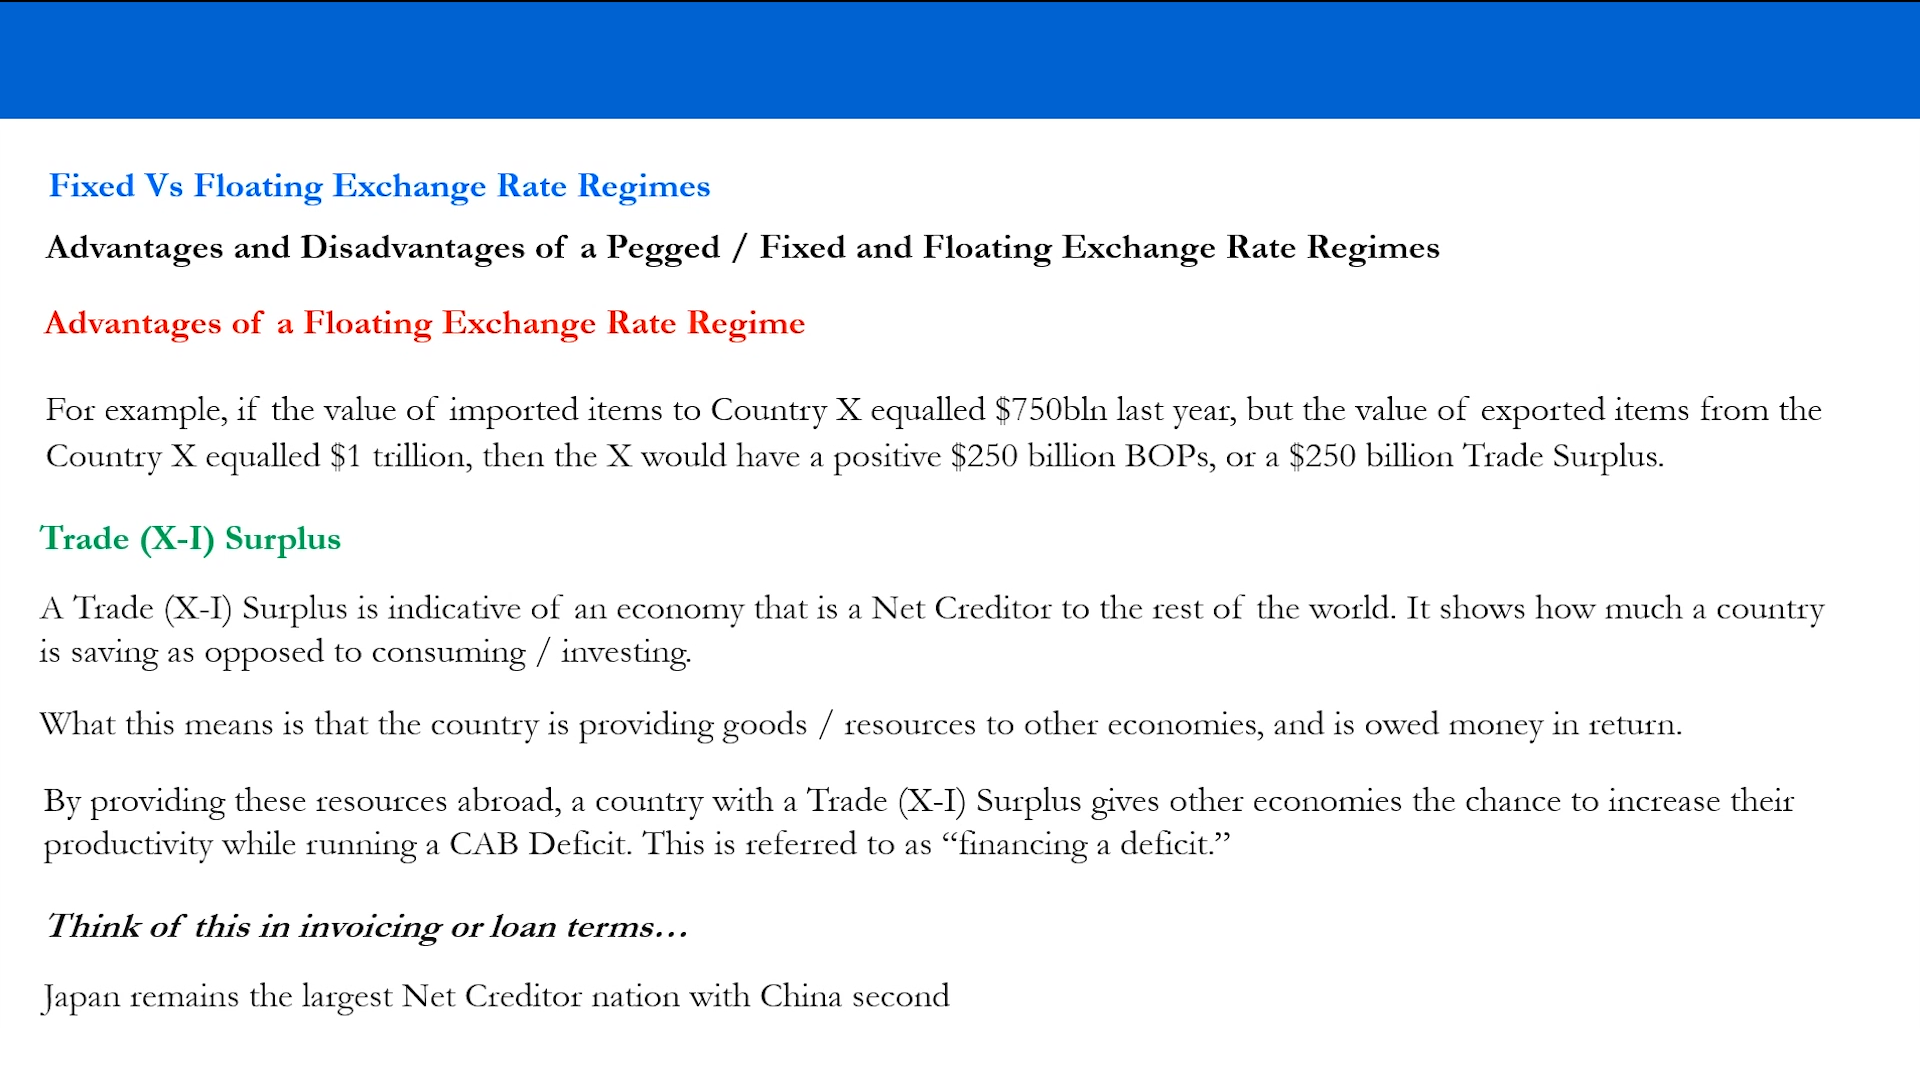 Fixed Vs Floating Exchange Rate Regimes
Advantages and Disadvantages of a Pegged / Fixed and Floating Exchange Rate Regimes
Advantages of a Floating Exchange Rate Regime
For example, if the value of imported items to Country X equalled $750bln last year, but the value of exported items from the
Country X equalled $1 trillion, then the X would have a positive $250 billion BOPs, or a $250 billion Trade Surplus.
Trade (X-I) Surplus
A Trade (X-I) Surplus is indicative of an economy that is a Net Creditor to the rest of the world. It shows how much a country
is saving as opposed to consuming / investing.
What this means is that the country is providing goods / resources to other economies, and is owed money in return.
By providing these resources abroad, a country with a Trade (X-I) Surplus gives other economies the chance to increase their
productivity while running a CAB Deficit. This is referred to as “financing a deficit.”
Think of this in invoicing or loan terms…
Japan remains the largest Net Creditor nation with China second